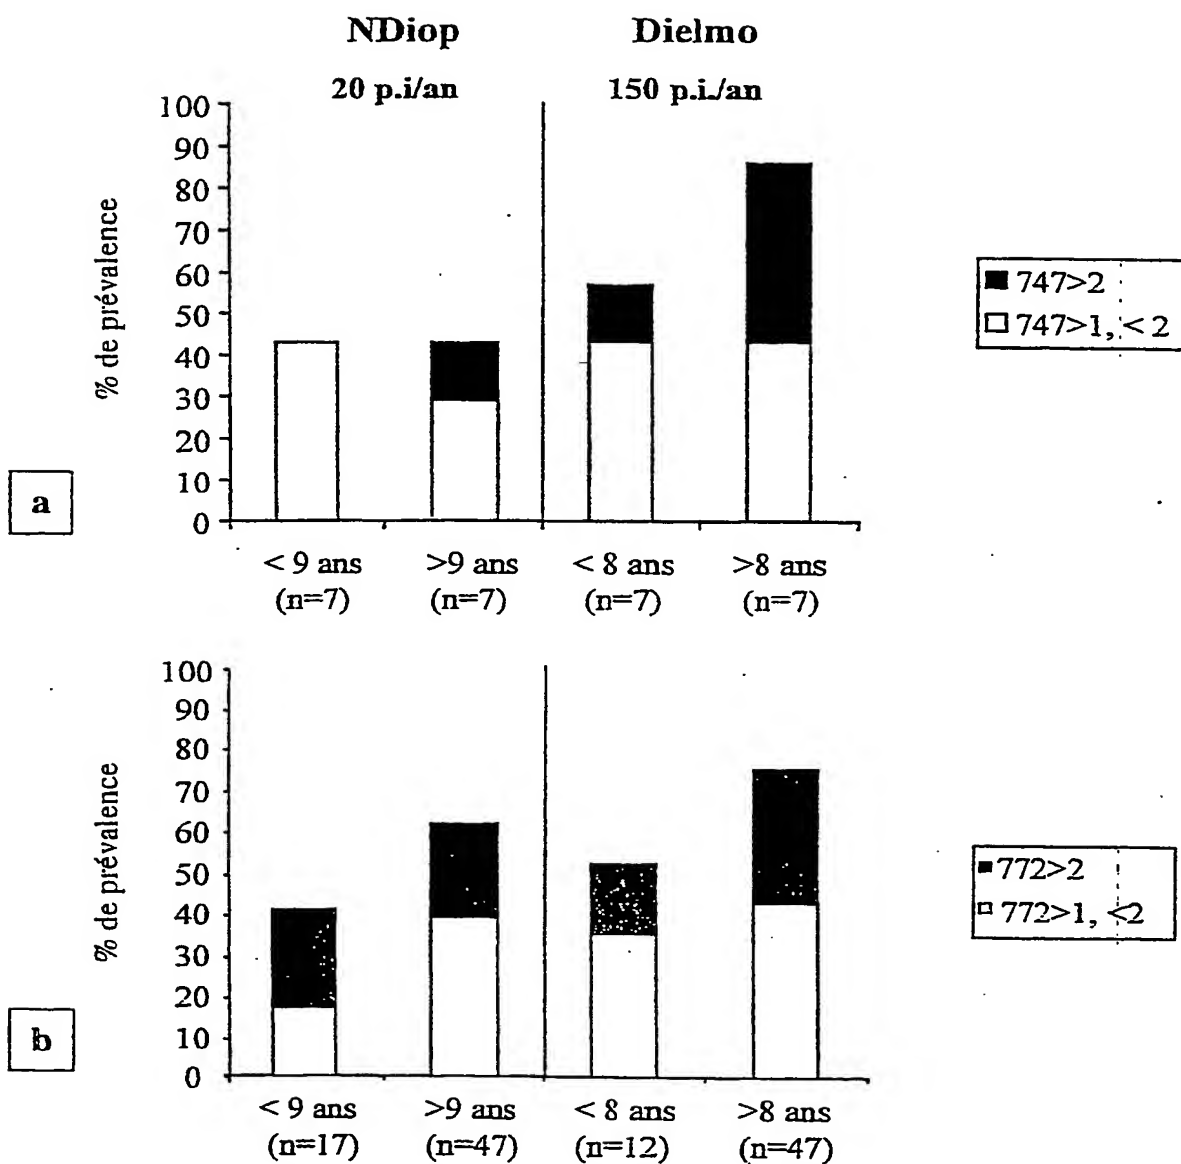 NDiop Dielmo
20 p.i/an 150 p.i./an
100
90
80
70
60
50
40
30
20
10
0
% de prévalence
747>2
747>1, <2
a
< 9 ans >9 ans < 8 ans >8 ans
(n=7) (n=7) (n=7) (n=7)
100
90
80
70
60
50
40
30
20
10
0
% de prévalence
772>2
772>1, <2
b
< 9 ans >9 ans < 8 ans >8 ans
(n=17) (n=47) (n=12) (n=47)